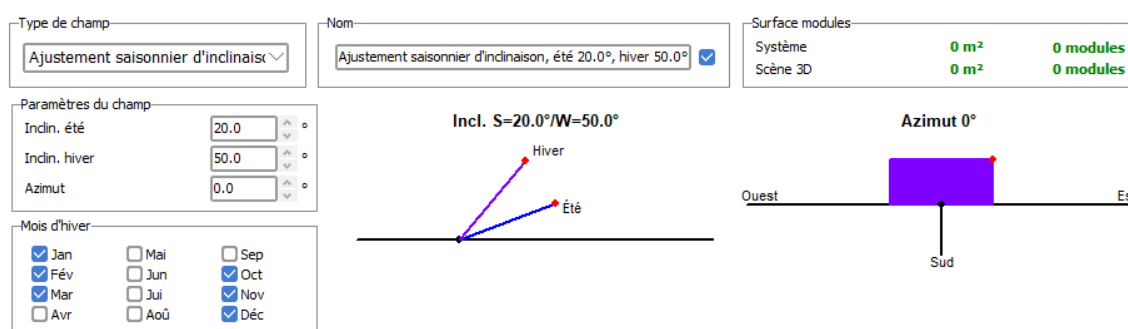 Type de champ
Ajustement saisonnier d'inclinaisc
Nom
Ajustement saisonnier d'inclinaison, été 20.0°, hiver 50.0°
Surface modules
Système 0 m² 0 modules
Scène 3D 0 m² 0 modules
Paramètres du champ
Inclin. été 20.0 °
Inclin. hiver 50.0 °
Azimut 0.0 °
Incl. S=20.0°/W=50.0°
Hiver
Été
Azimut 0°
Ouest
Es
Sud
Mois d'hiver
Jan Mai Sep
Fév Jun Oct
Mar Jui Nov
Avr Aoû Déc